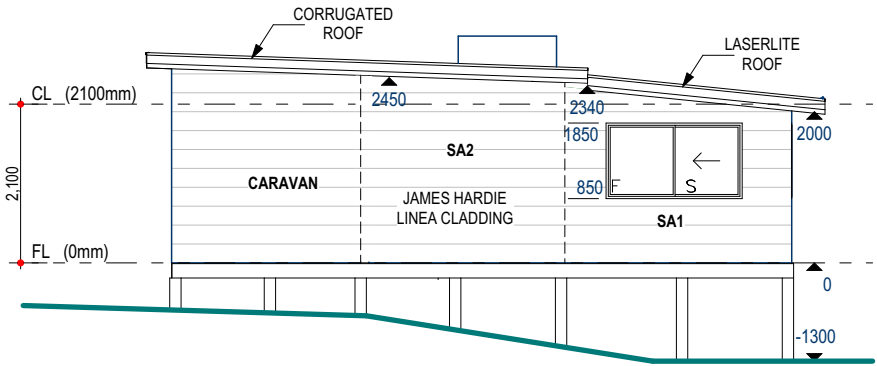 CORRUGATED
ROOF
LASERLITE
ROOF
CL (2100mm)
2450
2340
1850
2000
SA2
CARAVAN
850
F
S
JAMES HARDIE
LINEA CLADDING
SA1
2,100
FL (0mm)
0
-1300